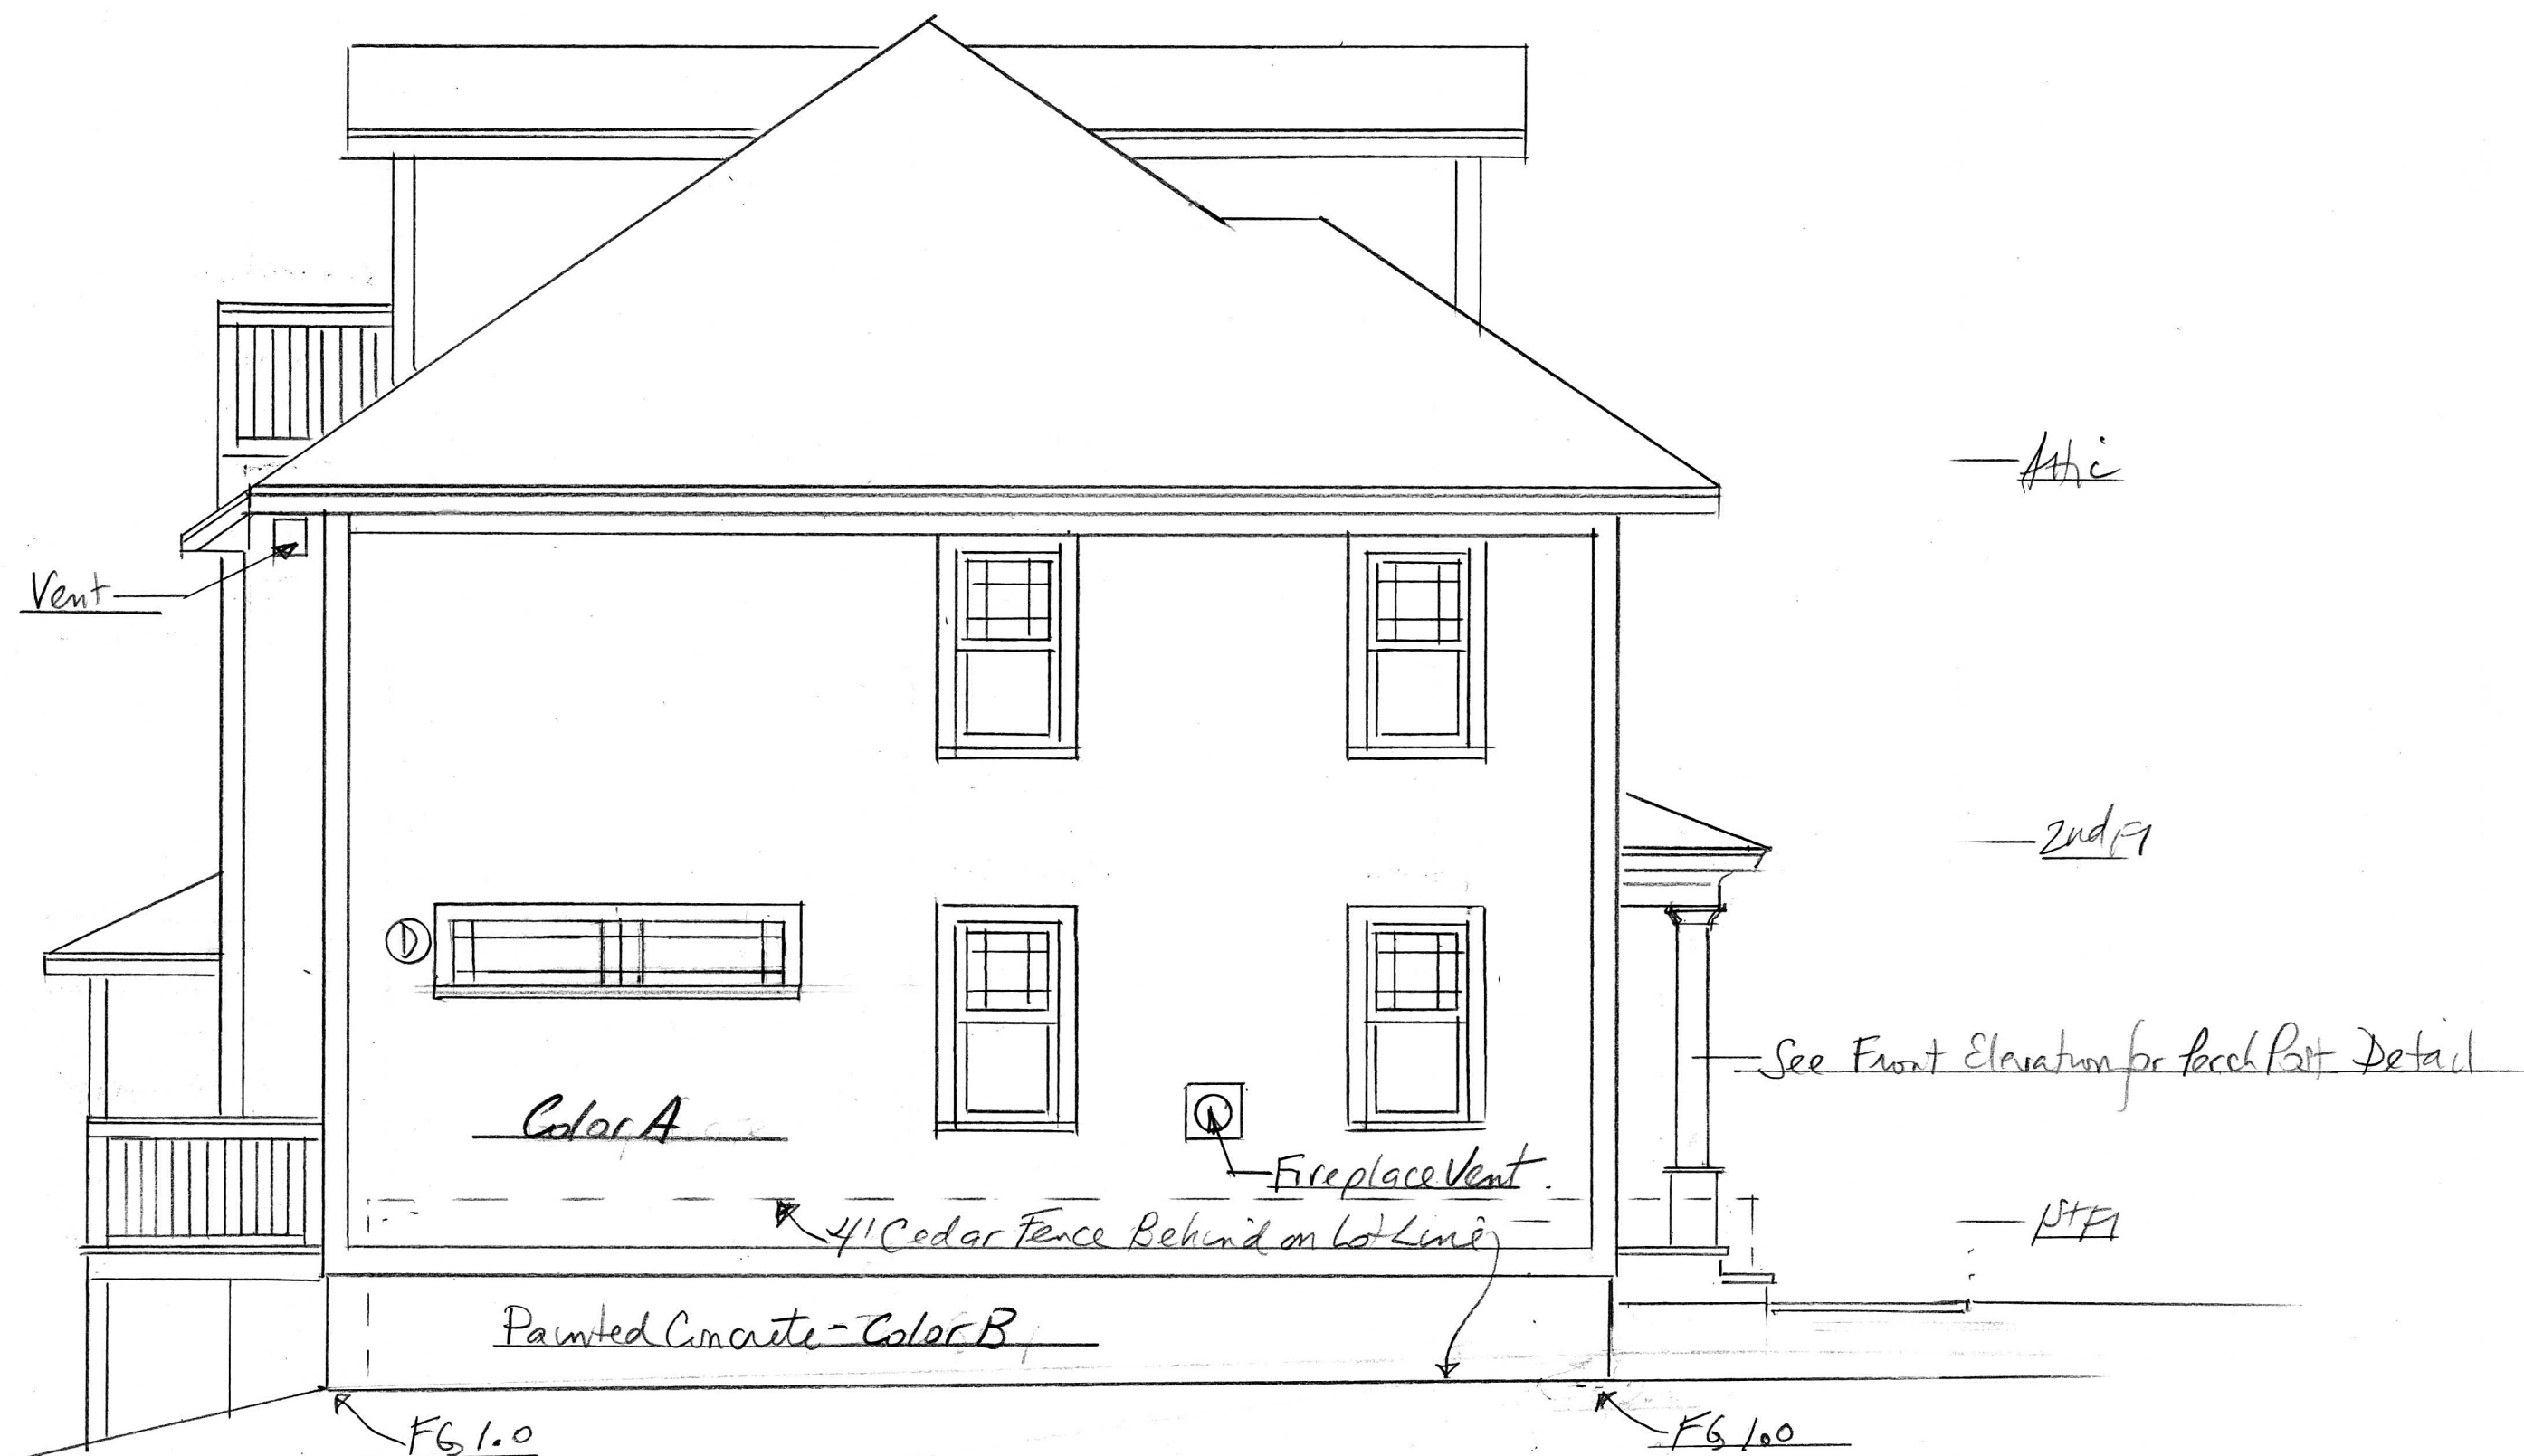 Attic
Vent
2nd Fl
D
See Front Elevation for Porch Post Detail
Color A
Fireplace Vent
4' Cedar Fence Behind on Lot Line
1st Fl
Painted Concrete - Color B
FG 1.0
FG 1.0